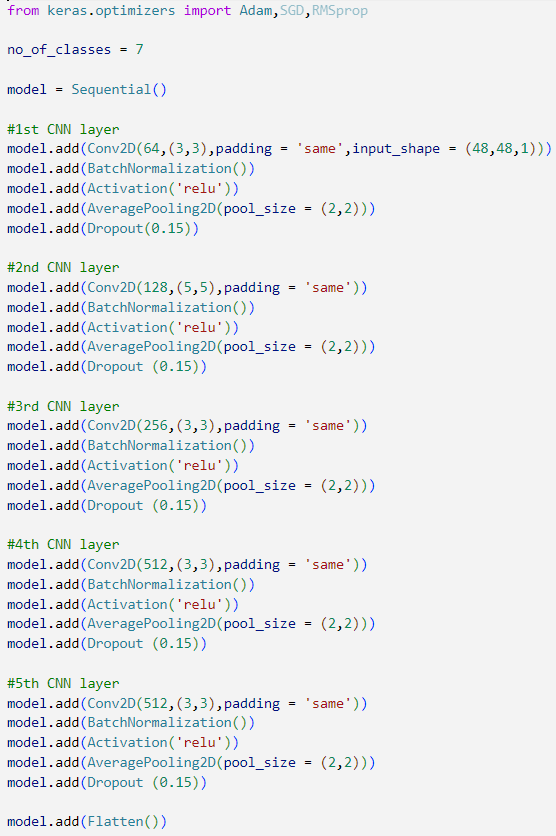 from keras.optimizers import Adam,SGD,RMSprop
no_of_classes = 7
model = Sequential()
#1st CNN layer
model.add(Conv2D(64,(3,3),padding = 'same',input_shape = (48,48,1)))
model.add(BatchNormalization())
model.add(Activation('relu'))
model.add(AveragePooling2D(pool_size = (2,2)))
model.add(Dropout(0.15))
#2nd CNN layer
model.add(Conv2D(128,(5,5),padding = 'same'))
model.add(BatchNormalization())
model.add(Activation('relu'))
model.add(AveragePooling2D(pool_size = (2,2)))
model.add(Dropout (0.15))
#3rd CNN layer
model.add(Conv2D(256,(3,3),padding = 'same'))
model.add(BatchNormalization())
model.add(Activation('relu'))
model.add(AveragePooling2D(pool_size = (2,2)))
model.add(Dropout (0.15))
#4th CNN layer
model.add(Conv2D(512,(3,3),padding = 'same'))
model.add(BatchNormalization())
model.add(Activation('relu'))
model.add(AveragePooling2D(pool_size = (2,2)))
model.add(Dropout (0.15))
#5th CNN layer
model.add(Conv2D(512,(3,3),padding = 'same'))
model.add(BatchNormalization())
model.add(Activation('relu'))
model.add(AveragePooling2D(pool_size = (2,2)))
model.add(Dropout (0.15))
model.add(Flatten())